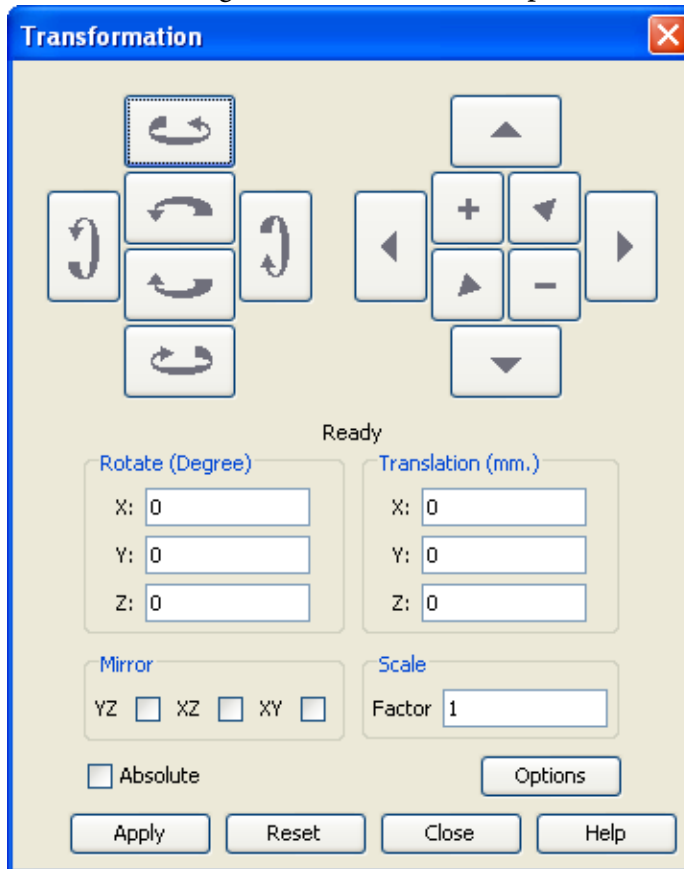 Transformation
Ready
Rotate (Degree)
X: 0
Y: 0
Z: 0
Translation (mm.)
X: 0
Y: 0
Z: 0
Mirror
YZ XZ XY
Scale
Factor 1
Absolute
Options
Apply Reset Close Help